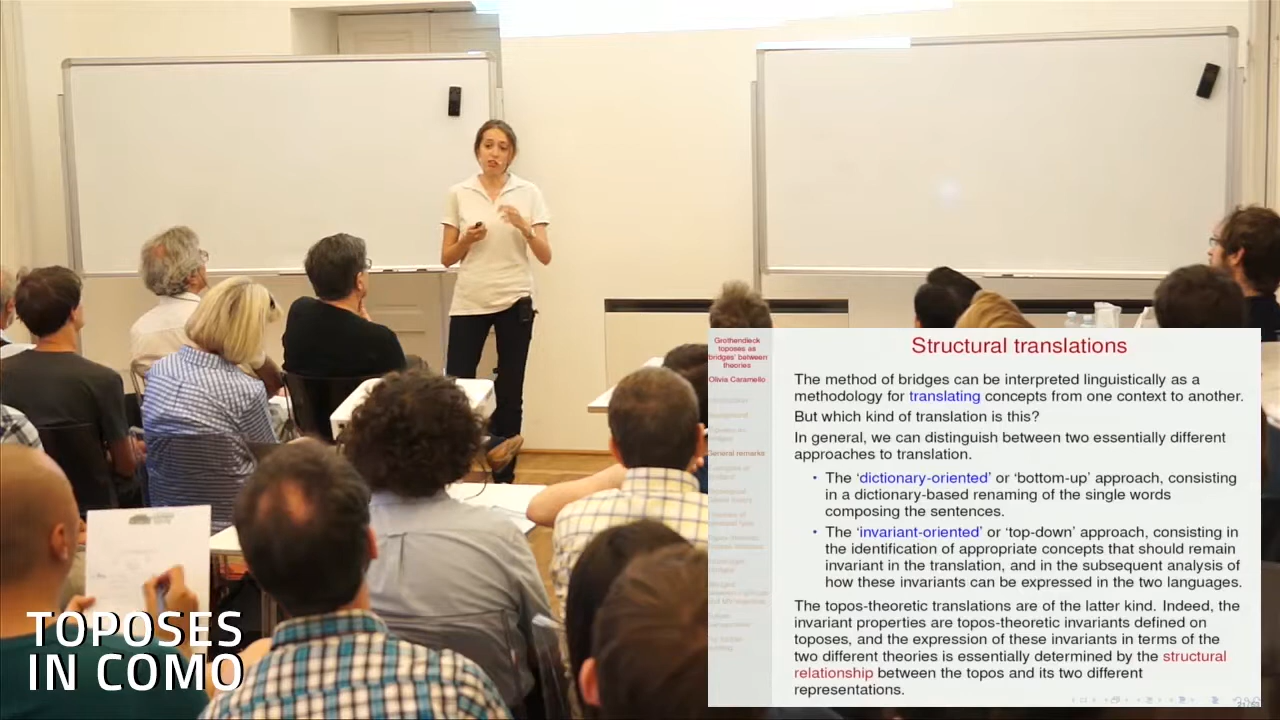 Grothendieck
toposes as
'bridges' between
theories
Olivia Caramello
General remarks
Structural translations
The method of bridges can be interpreted linguistically as a
methodology for translating concepts from one context to another.
But which kind of translation is this?
In general, we can distinguish between two essentially different
approaches to translation.
• The ‘dictionary-oriented’ or ‘bottom-up’ approach, consisting
in a dictionary-based renaming of the single words
composing the sentences.
• The ‘invariant-oriented’ or ‘top-down’ approach, consisting in
the identification of appropriate concepts that should remain
invariant in the translation, and in the subsequent analysis of
how these invariants can be expressed in the two languages.
The topos-theoretic translations are of the latter kind. Indeed, the
invariant properties are topos-theoretic invariants defined on
toposes, and the expression of these invariants in terms of the
two different theories is essentially determined by the structural
relationship between the topos and its two different
representations.
TOPOSES
IN COMO